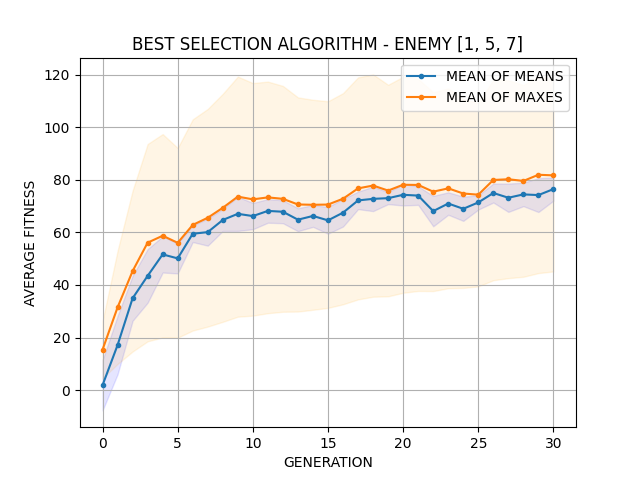 BEST SELECTION ALGORITHM - ENEMY [1, 5, 7]
MEAN OF MEANS
MEAN OF MAXES
120
100
80
60
40
20
0
AVERAGE FITNESS
0 5 10 15 20 25 30
GENERATION